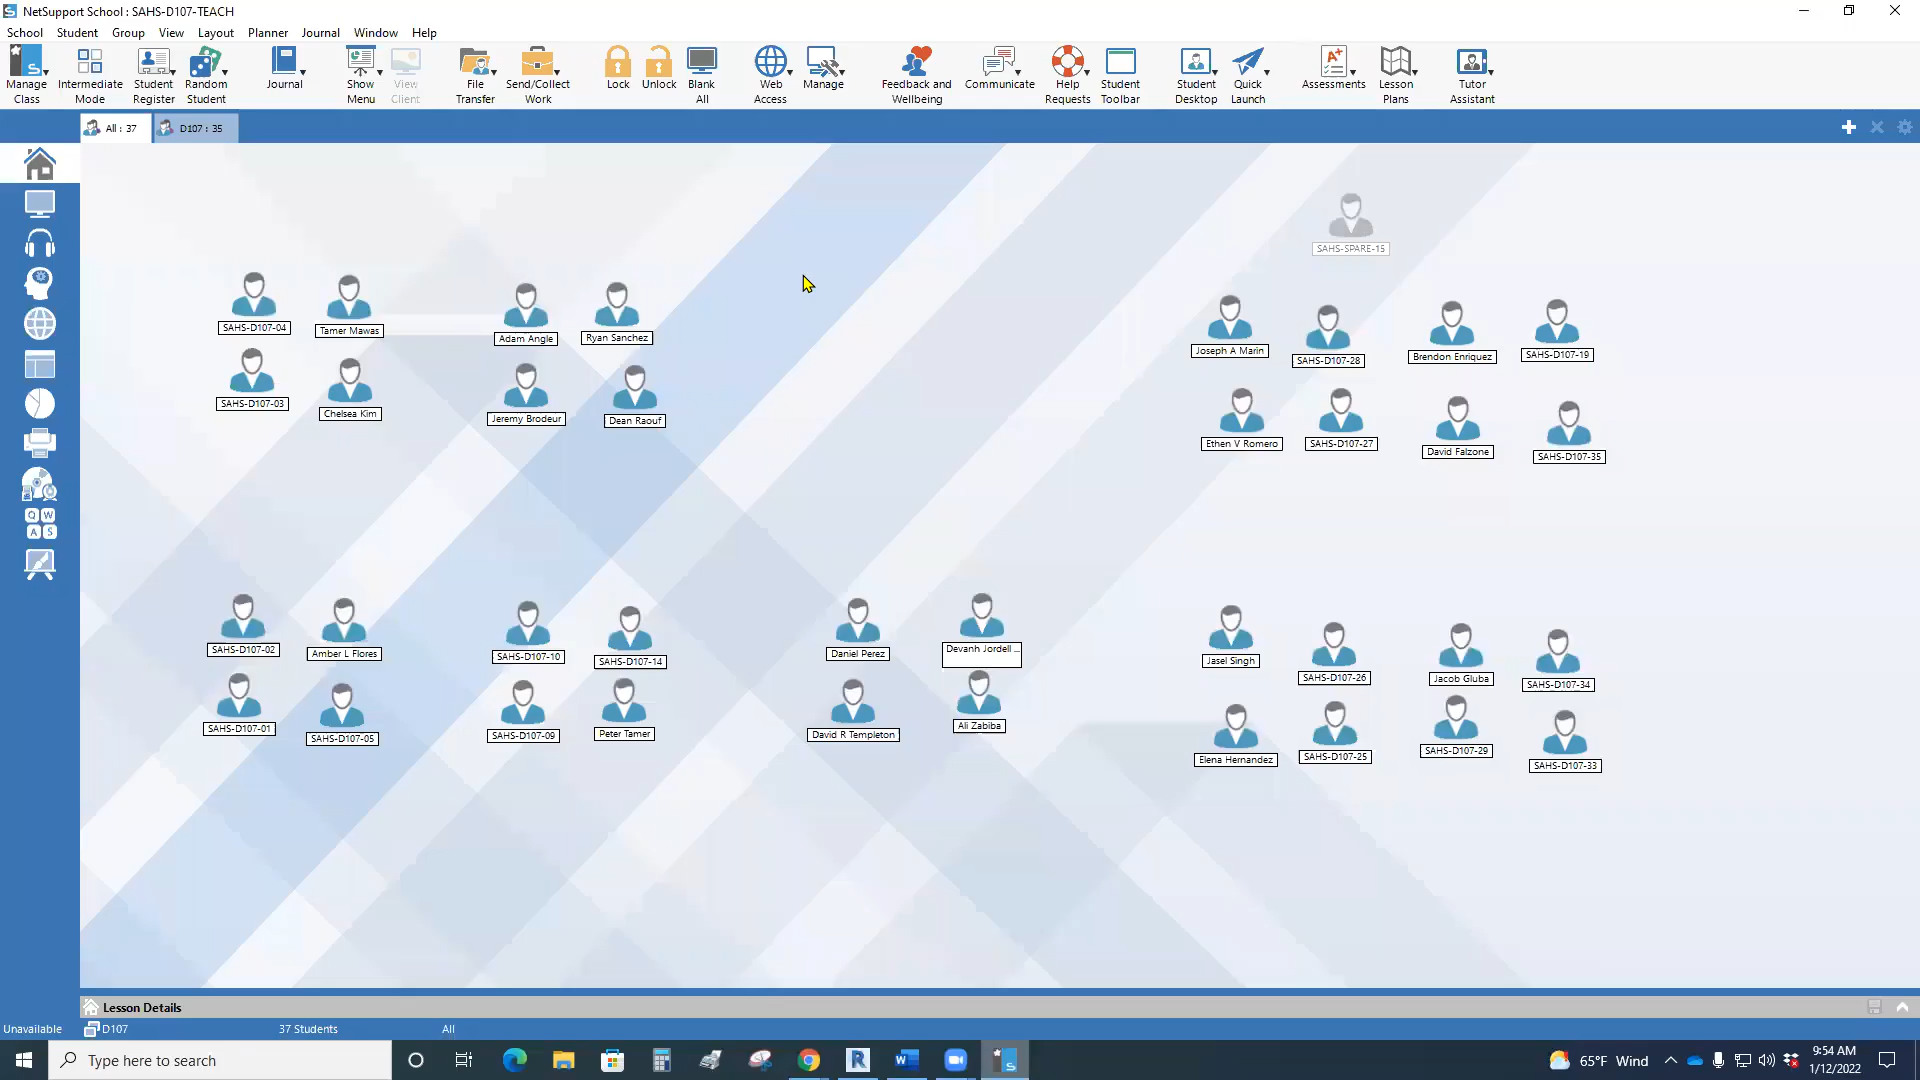 NetSupport School : SAHS-D107-TEACH
School Student Group View Layout Planner Journal Window Help
Manage Class
Intermediate Mode
Student Register
Random Student
Journal
Show Menu
View Client
File Transfer
Send/Collect Work
Lock
Unlock
Blank All
Web Access
Manage
Feedback and Wellbeing
Communicate
Help Requests
Student Toolbar
Student Desktop
Quick Launch
Assessments
Lesson Plans
Tutor Assistant
All : 37
D107 : 35
SAHS-SPARE-15
SAHS-D107-04
Tamer Mawas
Adam Angle
Ryan Sanchez
Joseph A Marin
SAHS-D107-28
Brendon Enriquez
SAHS-D107-19
SAHS-D107-03
Chelsea Kim
Jeremy Brodeur
Dean Raouf
Ethen V Romero
SAHS-D107-27
David Falzone
SAHS-D107-35
SAHS-D107-02
Amber L Flores
SAHS-D107-10
SAHS-D107-14
Daniel Perez
Devanh Jordell ...
Jasel Singh
SAHS-D107-26
Jacob Gluba
SAHS-D107-34
SAHS-D107-01
SAHS-D107-05
SAHS-D107-09
Peter Tamer
David R Templeton
Ali Zabiba
Elena Hernandez
SAHS-D107-25
SAHS-D107-29
SAHS-D107-33
Q W
A S
Lesson Details
Unavailable D107 37 Students All
Type here to search
65°F Wind
9:54 AM
1/12/2022